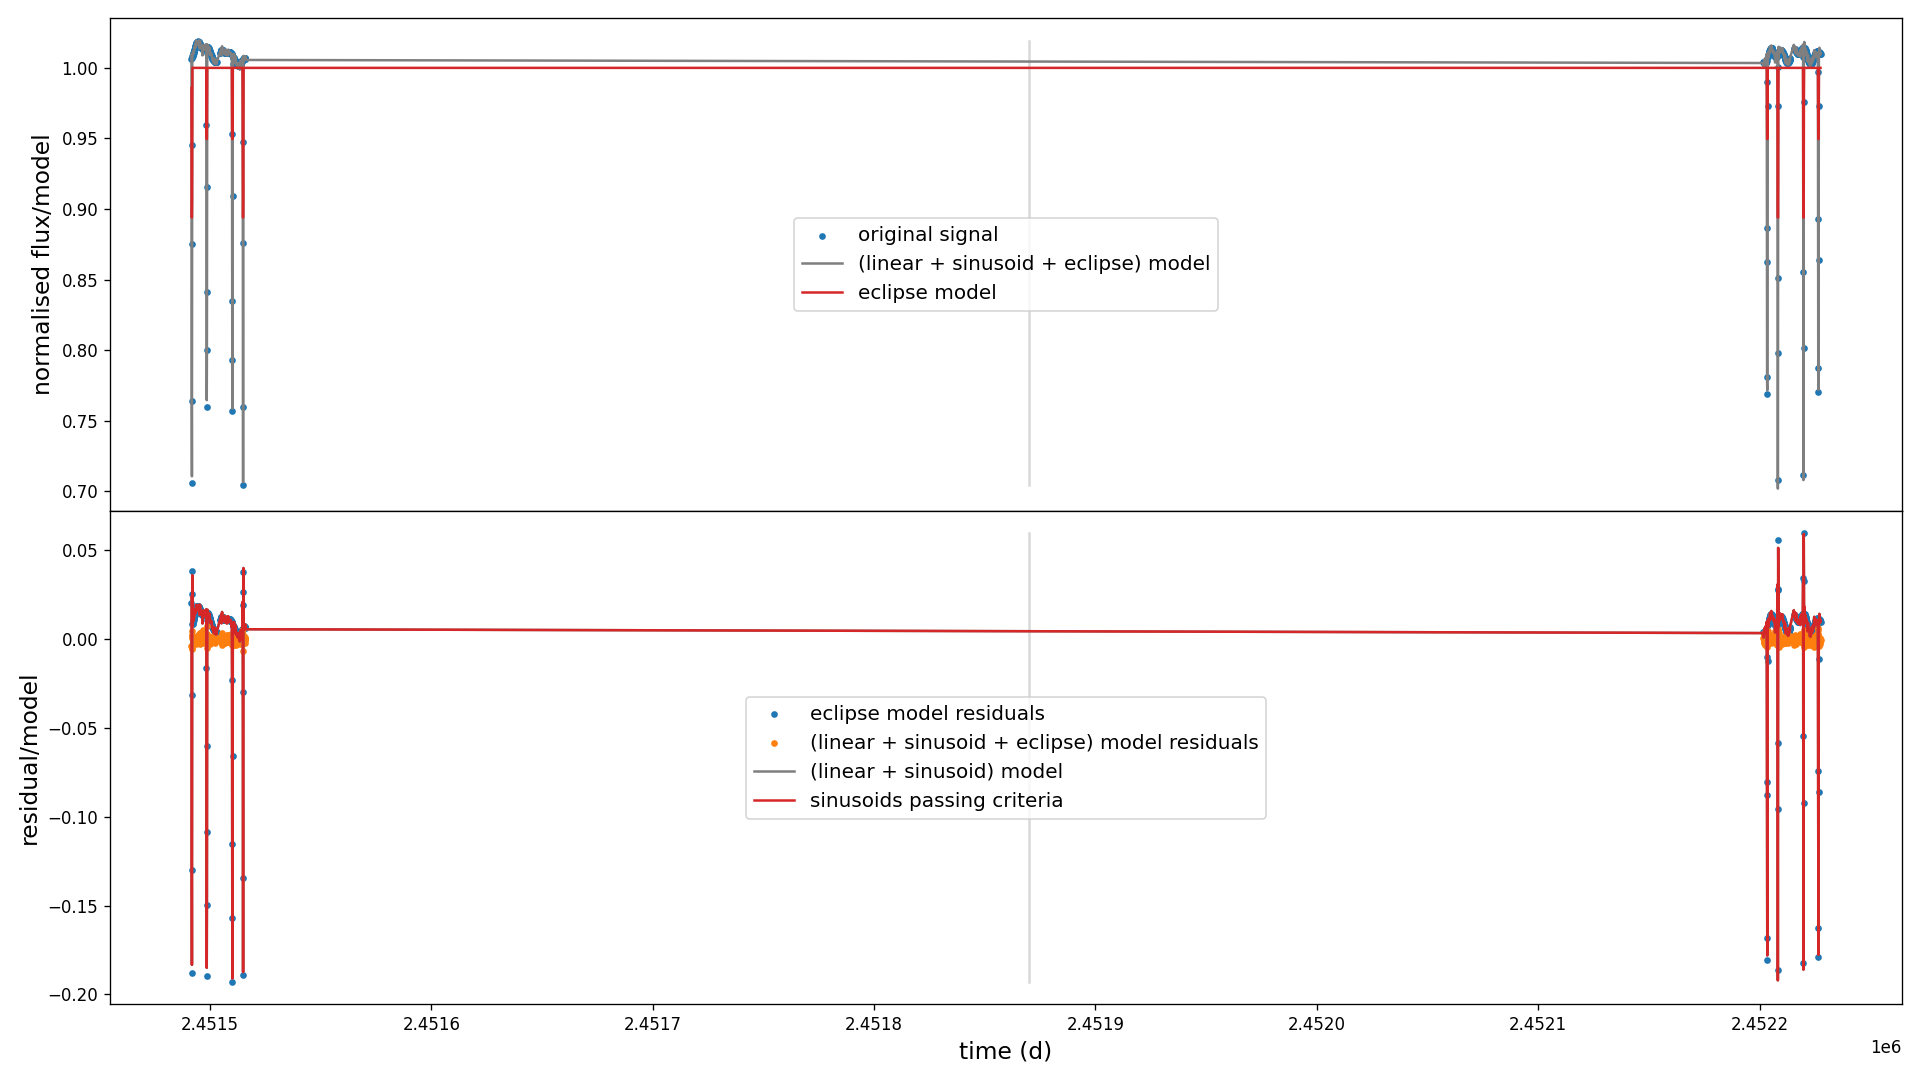 1.00
0.95
0.90
0.85
0.80
0.75
0.70
normalised flux/model
original signal
(linear + sinusoid + eclipse) model
eclipse model
0.05
0.00
−0.05
−0.10
−0.15
−0.20
residual/model
eclipse model residuals
(linear + sinusoid + eclipse) model residuals
(linear + sinusoid) model
sinusoids passing criteria
2.4515 2.4516 2.4517 2.4518 2.4519 2.4520 2.4521 2.4522
1e6
time (d)